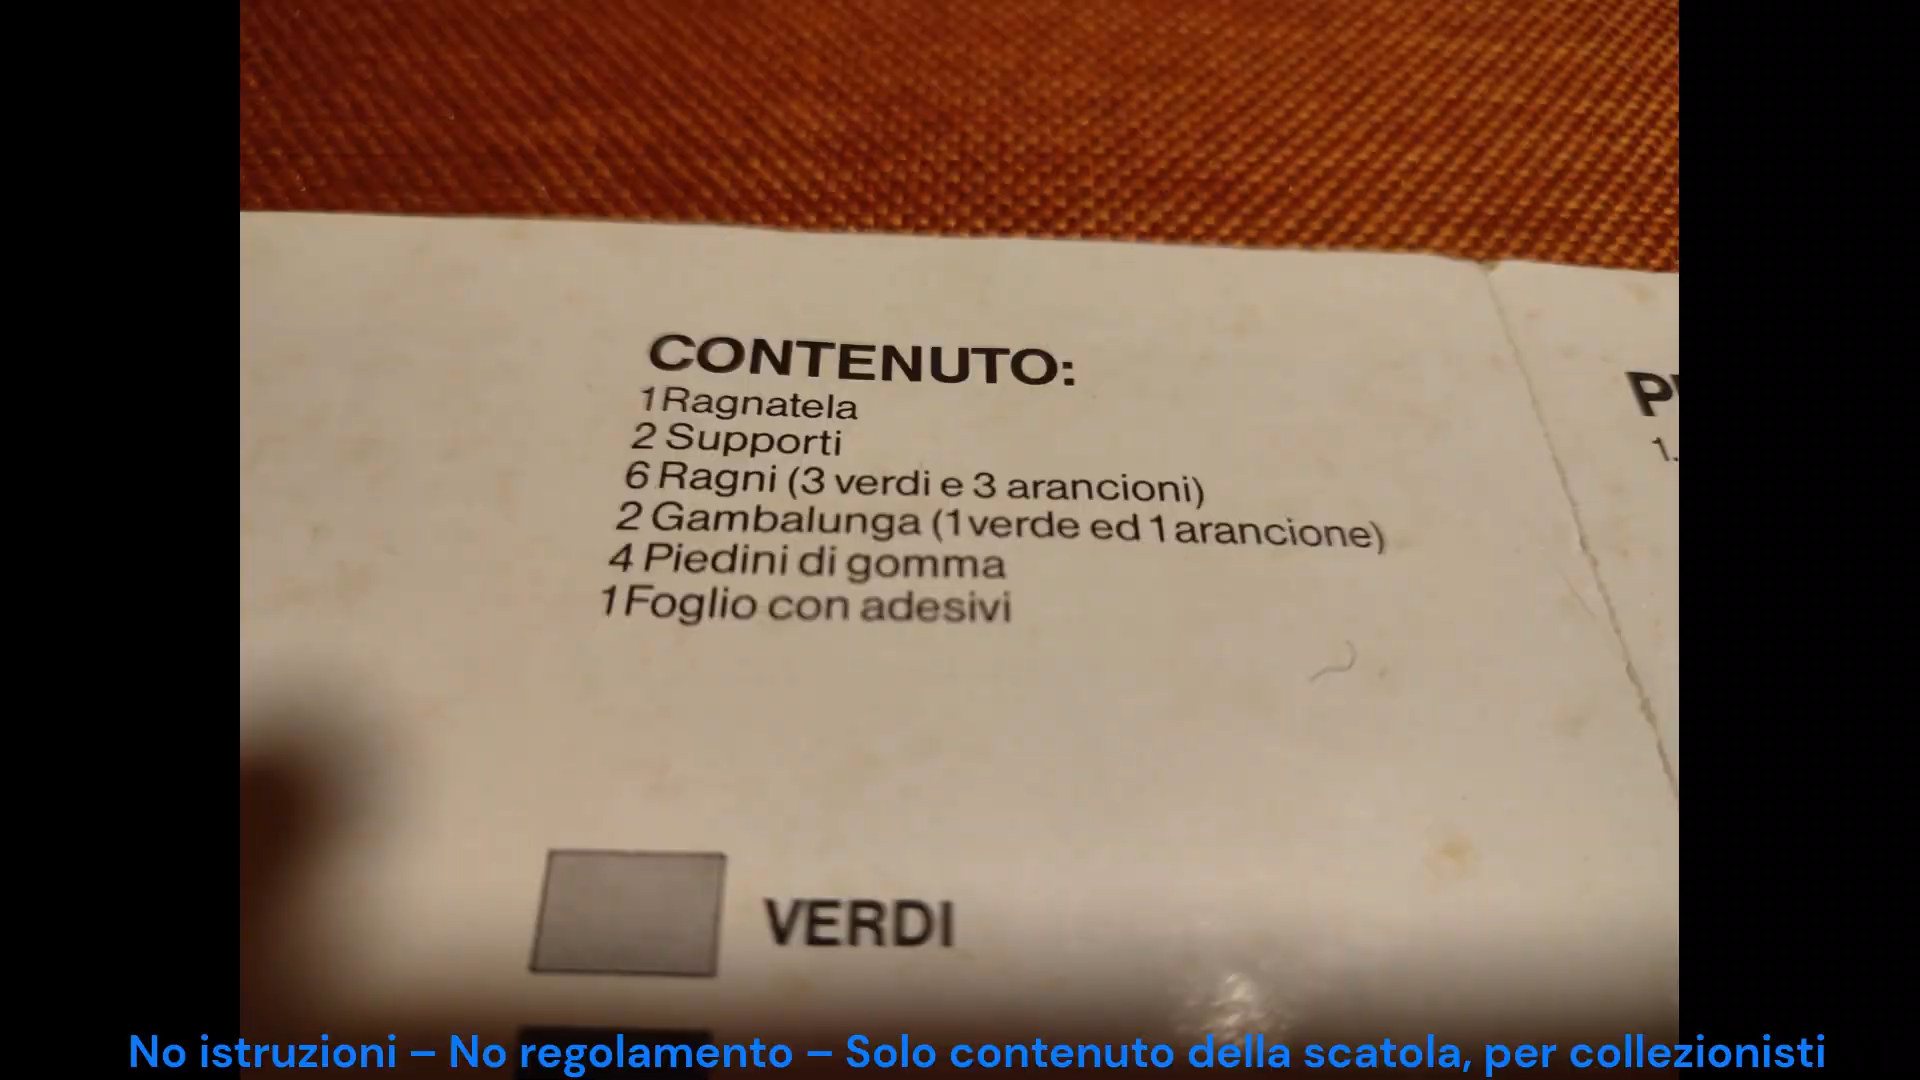 CONTENUTO:
1 Ragnatela
2 Supporti
6 Ragni (3 verdi e 3 arancioni)
2 Gambalunga (1 verde ed 1 arancione)
4 Piedini di gomma
1 Foglio con adesivi
1.
VERDI
No istruzioni – No regolamento – Solo contenuto della scatola, per collezionisti